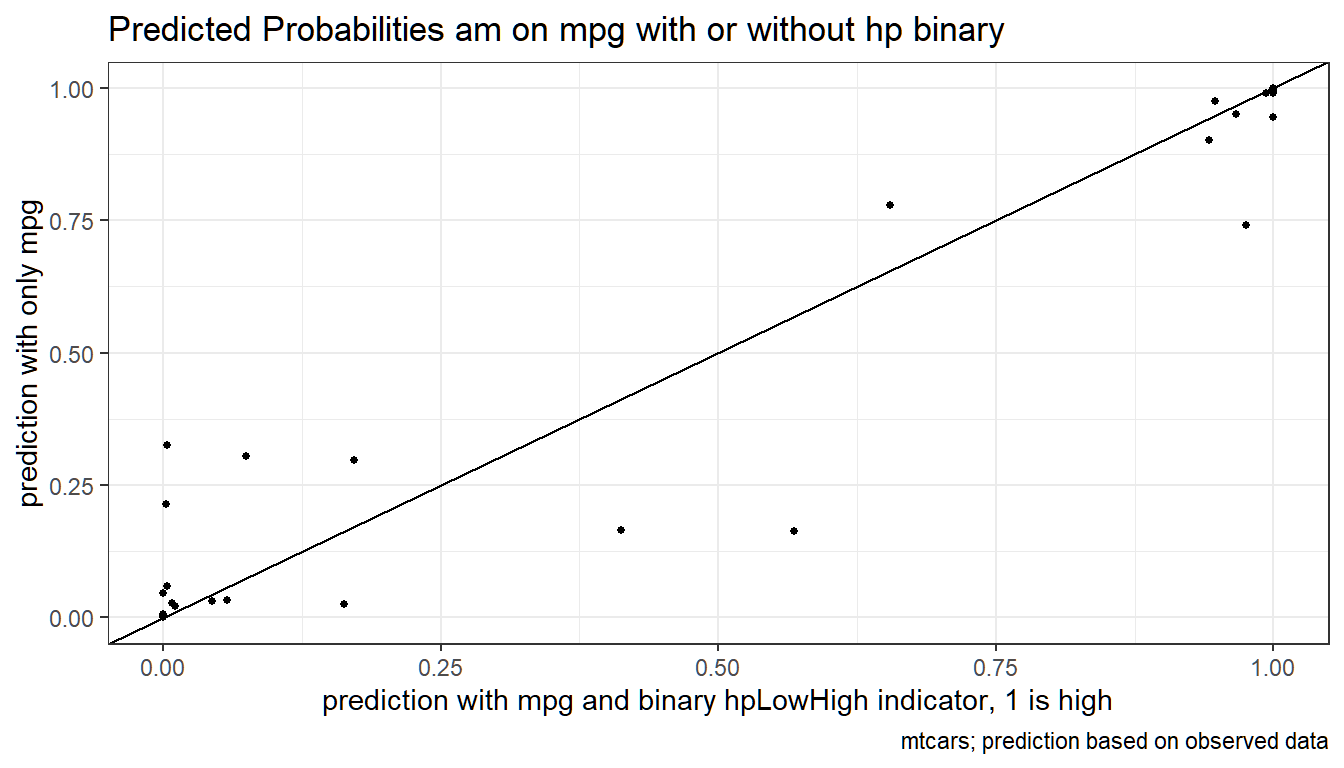 Predicted Probabilities am on mpg with or without hp binary
prediction with only mpg
1.00
0.75
0.50
0.25
0.00
0.00 0.25 0.50 0.75 1.00
prediction with mpg and binary hpLowHigh indicator, 1 is high
mtcars; prediction based on observed data